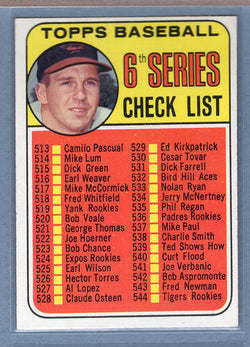 TOPPS BASEBALL
6th SERIES
CHECK LIST
513 Camilo Pascual
514 Mike Lum
515 Dick Green
516 Earl Weaver
517 Mike McCormick
518 Fred Whitfield
519 Yank Rookies
520 Bob Veale
521 George Thomas
522 Joe Hoerner
523 Bob Chance
524 Expos Rookies
525 Earl Wilson
526 Hector Torres
527 Al Lopez
528 Claude Osteen
529 Ed Kirkpatrick
530 Cesar Tovar
531 Dick Farrell
532 Bird Hill Aces
533 Nolan Ryan
534 Jerry McNertney
535 Phil Regan
536 Padres Rookies
537 Mike Paul
538 Charlie Smith
539 Ted Shows How
540 Curt Flood
541 Joe Verbanic
542 Bob Aspromonte
543 Fred Newman
544 Tigers Rookies